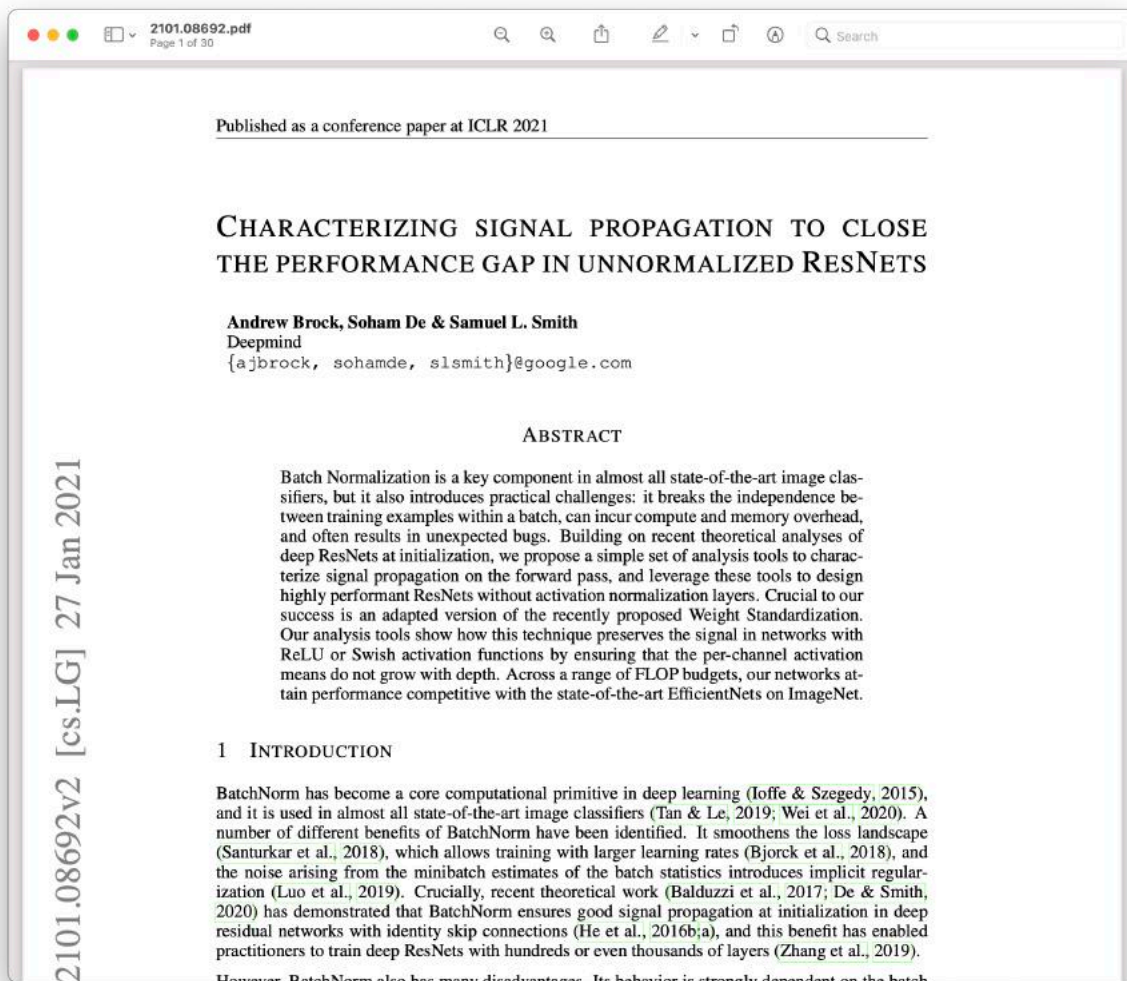 2101.08692.pdf
Page 1 of 30
Search
Published as a conference paper at ICLR 2021
CHARACTERIZING SIGNAL PROPAGATION TO CLOSE
THE PERFORMANCE GAP IN UNNORMALIZED RESNETS
Andrew Brock, Soham De & Samuel L. Smith
Deepmind
{ajbrock, sohamde, slsmith}@google.com
ABSTRACT
Batch Normalization is a key component in almost all state-of-the-art image clas-
sifiers, but it also introduces practical challenges: it breaks the independence be-
tween training examples within a batch, can incur compute and memory overhead,
and often results in unexpected bugs. Building on recent theoretical analyses of
deep ResNets at initialization, we propose a simple set of analysis tools to charac-
terize signal propagation on the forward pass, and leverage these tools to design
highly performant ResNets without activation normalization layers. Crucial to our
success is an adapted version of the recently proposed Weight Standardization.
Our analysis tools show how this technique preserves the signal in networks with
ReLU or Swish activation functions by ensuring that the per-channel activation
means do not grow with depth. Across a range of FLOP budgets, our networks at-
tain performance competitive with the state-of-the-art EfficientNets on ImageNet.
1 INTRODUCTION
BatchNorm has become a core computational primitive in deep learning (Ioffe & Szegedy, 2015),
and it is used in almost all state-of-the-art image classifiers (Tan & Le, 2019; Wei et al., 2020). A
number of different benefits of BatchNorm have been identified. It smoothens the loss landscape
(Santurkar et al., 2018), which allows training with larger learning rates (Bjorck et al., 2018), and
the noise arising from the minibatch estimates of the batch statistics introduces implicit regular-
ization (Luo et al., 2019). Crucially, recent theoretical work (Balduzzi et al., 2017; De & Smith,
2020) has demonstrated that BatchNorm ensures good signal propagation at initialization in deep
residual networks with identity skip connections (He et al., 2016b;a), and this benefit has enabled
practitioners to train deep ResNets with hundreds or even thousands of layers (Zhang et al., 2019).
However, BatchNorm also has many disadvantages. Its behavior is strongly dependent on the batch
2101.08692v2 [cs.LG] 27 Jan 2021